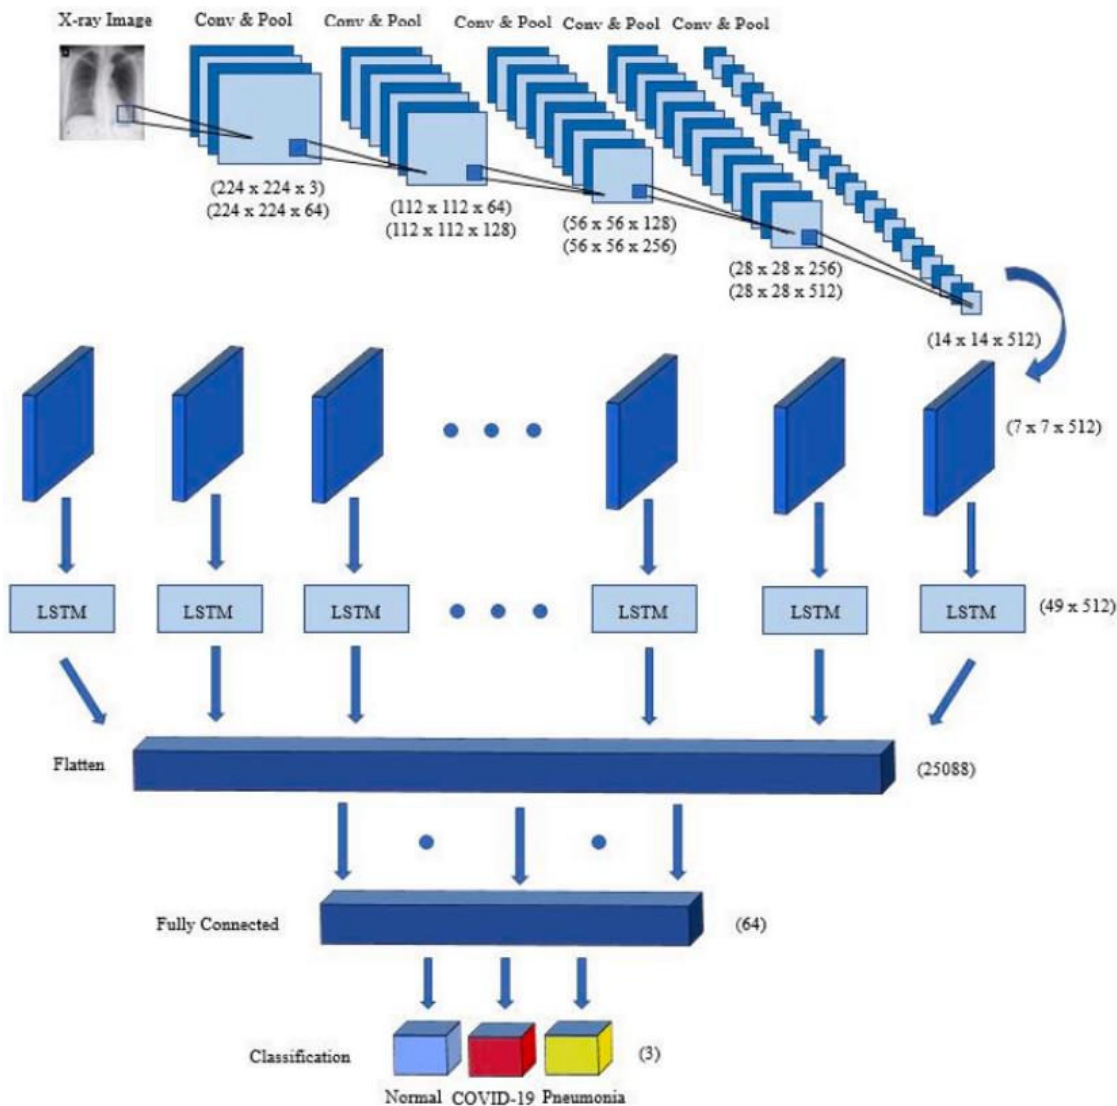 X-ray Image
Conv & Pool
Conv & Pool
Conv & Pool
Conv & Pool
Conv & Pool
(224 x 224 x 3)
(224 x 224 x 64)
(112 x 112 x 64)
(112 x 112 x 128)
(56 x 56 x 128)
(56 x 56 x 256)
(28 x 28 x 256)
(28 x 28 x 512)
(14 x 14 x 512)
(7 x 7 x 512)
LSTM
LSTM
LSTM
LSTM
LSTM
LSTM
(49 x 512)
Flatten
(25088)
Fully Connected
(64)
Classification
(3)
Normal
COVID-19
Pneumonia